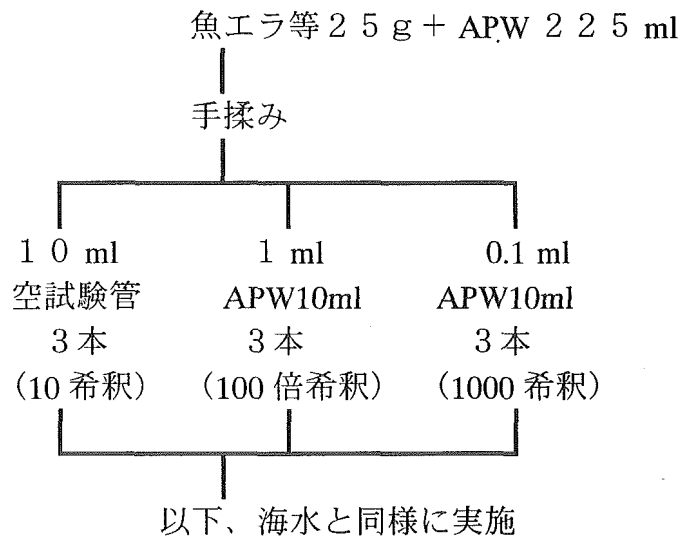 魚エラ等２５g＋APW ２２５ ml
手揉み
１０ ml 1 ml 0.1 ml
空試験管 APW10ml APW10ml
３本 ３本 ３本
（10 希釈） （100 倍希釈） （1000 希釈）
以下、海水と同様に実施